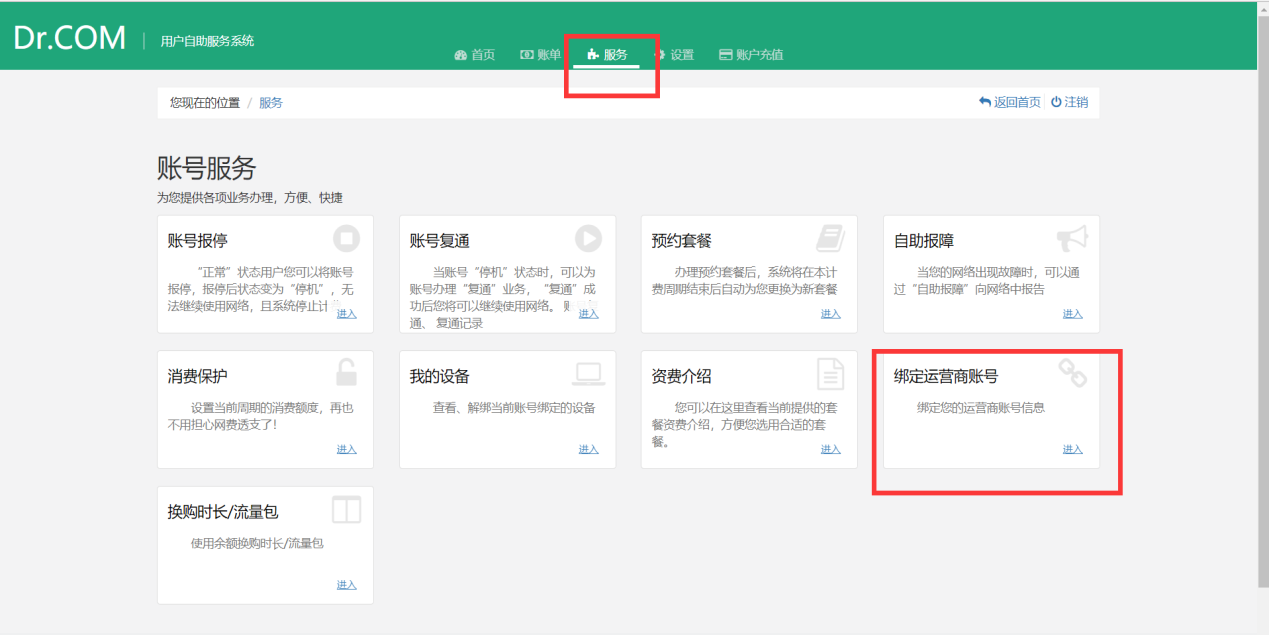 Dr.COM | 用户自助服务系统
首页 账单 服务 设置 账户充值
您现在的位置 / 服务 返回首页 注销
账号服务
为您提供各项业务办理，方便、快捷
账号报停
“正常”状态用户您可以将账号
报停，报停后状态变为“停机”，无
法继续使用网络，且系统停止计
进入
账号复通
当账号“停机”状态时，可以为
账号办理“复通”业务，“复通”成
功后您将可以继续使用网络。
通、 复通记录
进入
预约套餐
办理预约套餐后，系统将在本计
费周期结束后自动为您更换为新套餐
进入
自助报障
当您的网络出现故障时，可以通
过“自助报障”向网络中报告
进入
消费保护
设置当前周期的消费额度，再也
不用担心网费透支了！
进入
我的设备
查看、解绑当前账号绑定的设备
进入
资费介绍
您可以在这里查看当前提供的套
餐资费介绍，方便您选用合适的套
餐。
进入
绑定运营商账号
绑定您的运营商账号信息
进入
换购时长/流量包
使用余额换购时长/流量包
进入